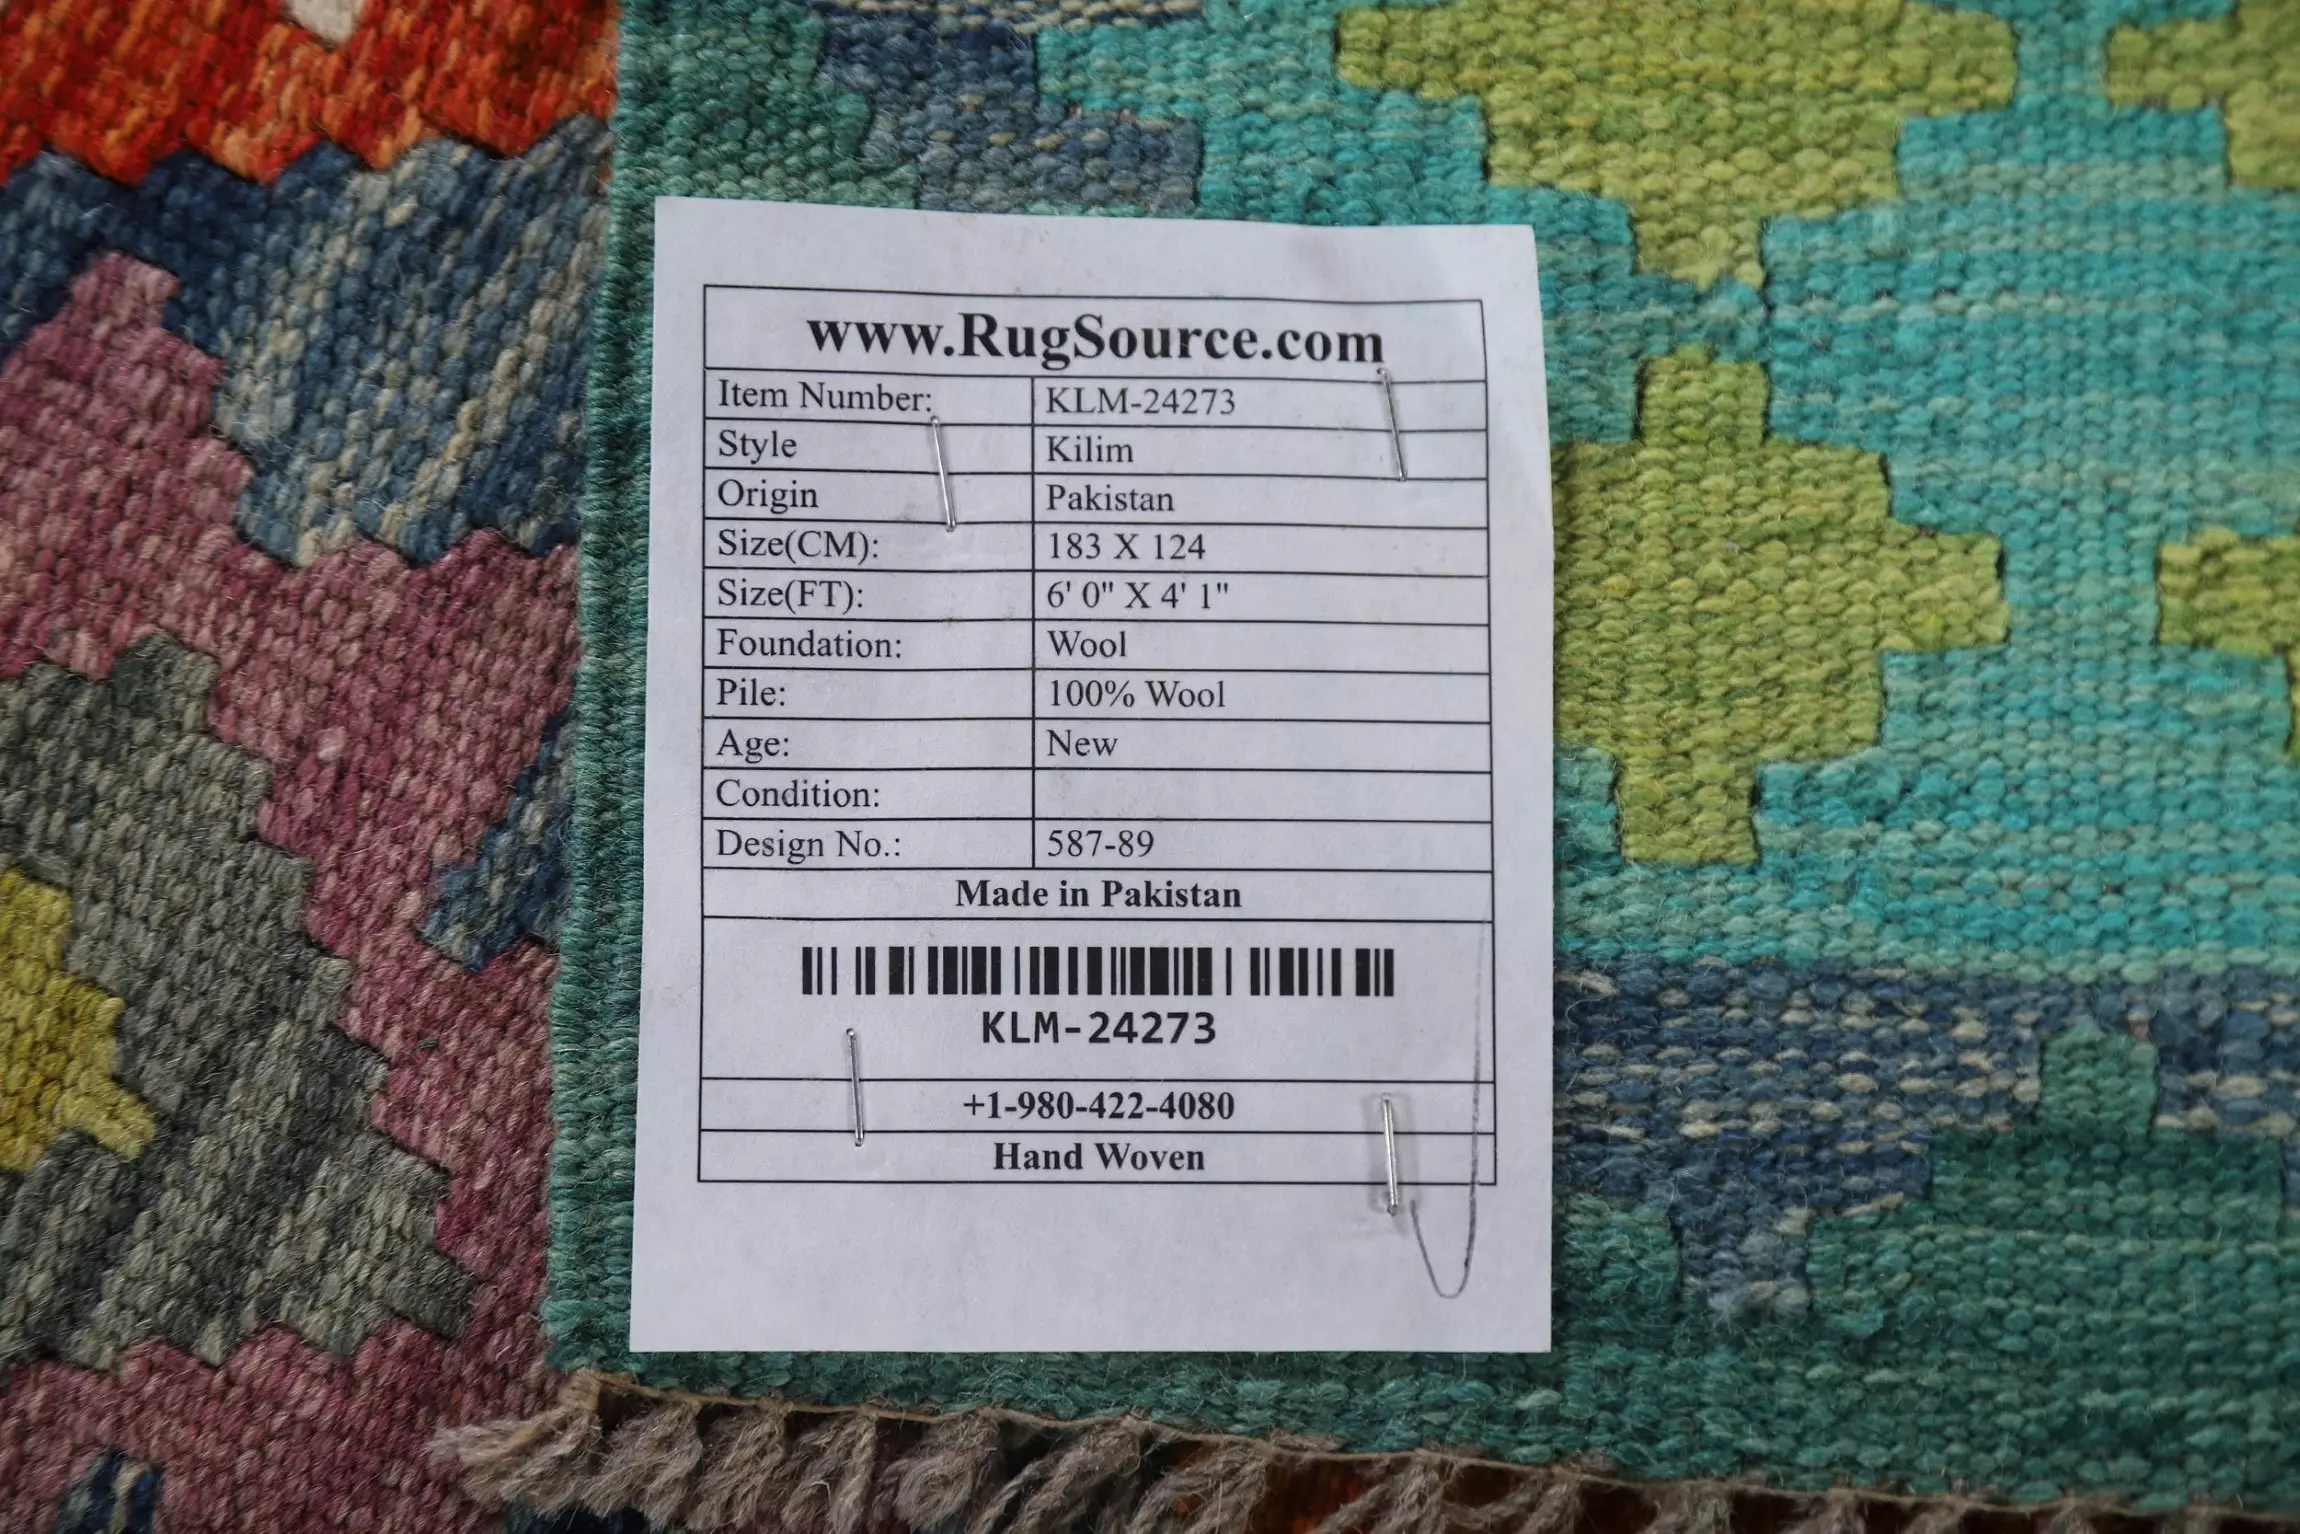 www.RugSource.com
Item Number: KLM-24273
Style Kilim
Origin Pakistan
Size(CM): 183 X 124
Size(FT): 6' 0" X 4' 1"
Foundation: Wool
Pile: 100% Wool
Age: New
Condition:
Design No.: 587-89
Made in Pakistan
KLM-24273
+1-980-422-4080
Hand Woven